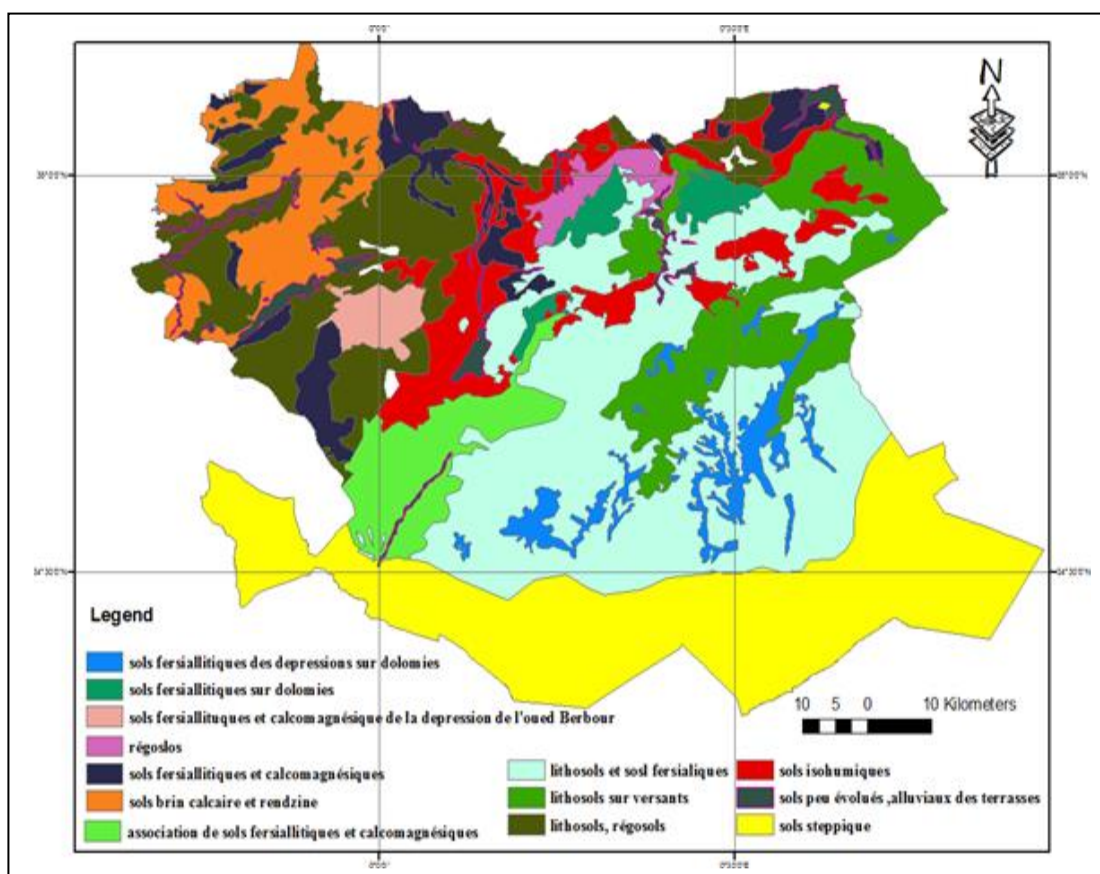 N
Legend
sols fersiallitiques des depressions sur dolomies
sols fersiallitiques sur dolomies
sols fersiallituques et calcomagnésique de la depression de l'oued Berbour
régoslos
sols fersiallitiques et calcomagnésiques
sols brin calcaire et rendzine
association de sols fersiallitiques et calcomagnésiques
lithosols et sosl fersialiques
lithosols sur versants
lithosols, régosols
sols isohumiques
sols peu évolués ,alluviaux des terrasses
sols steppique
10 5 0 10 Kilometers